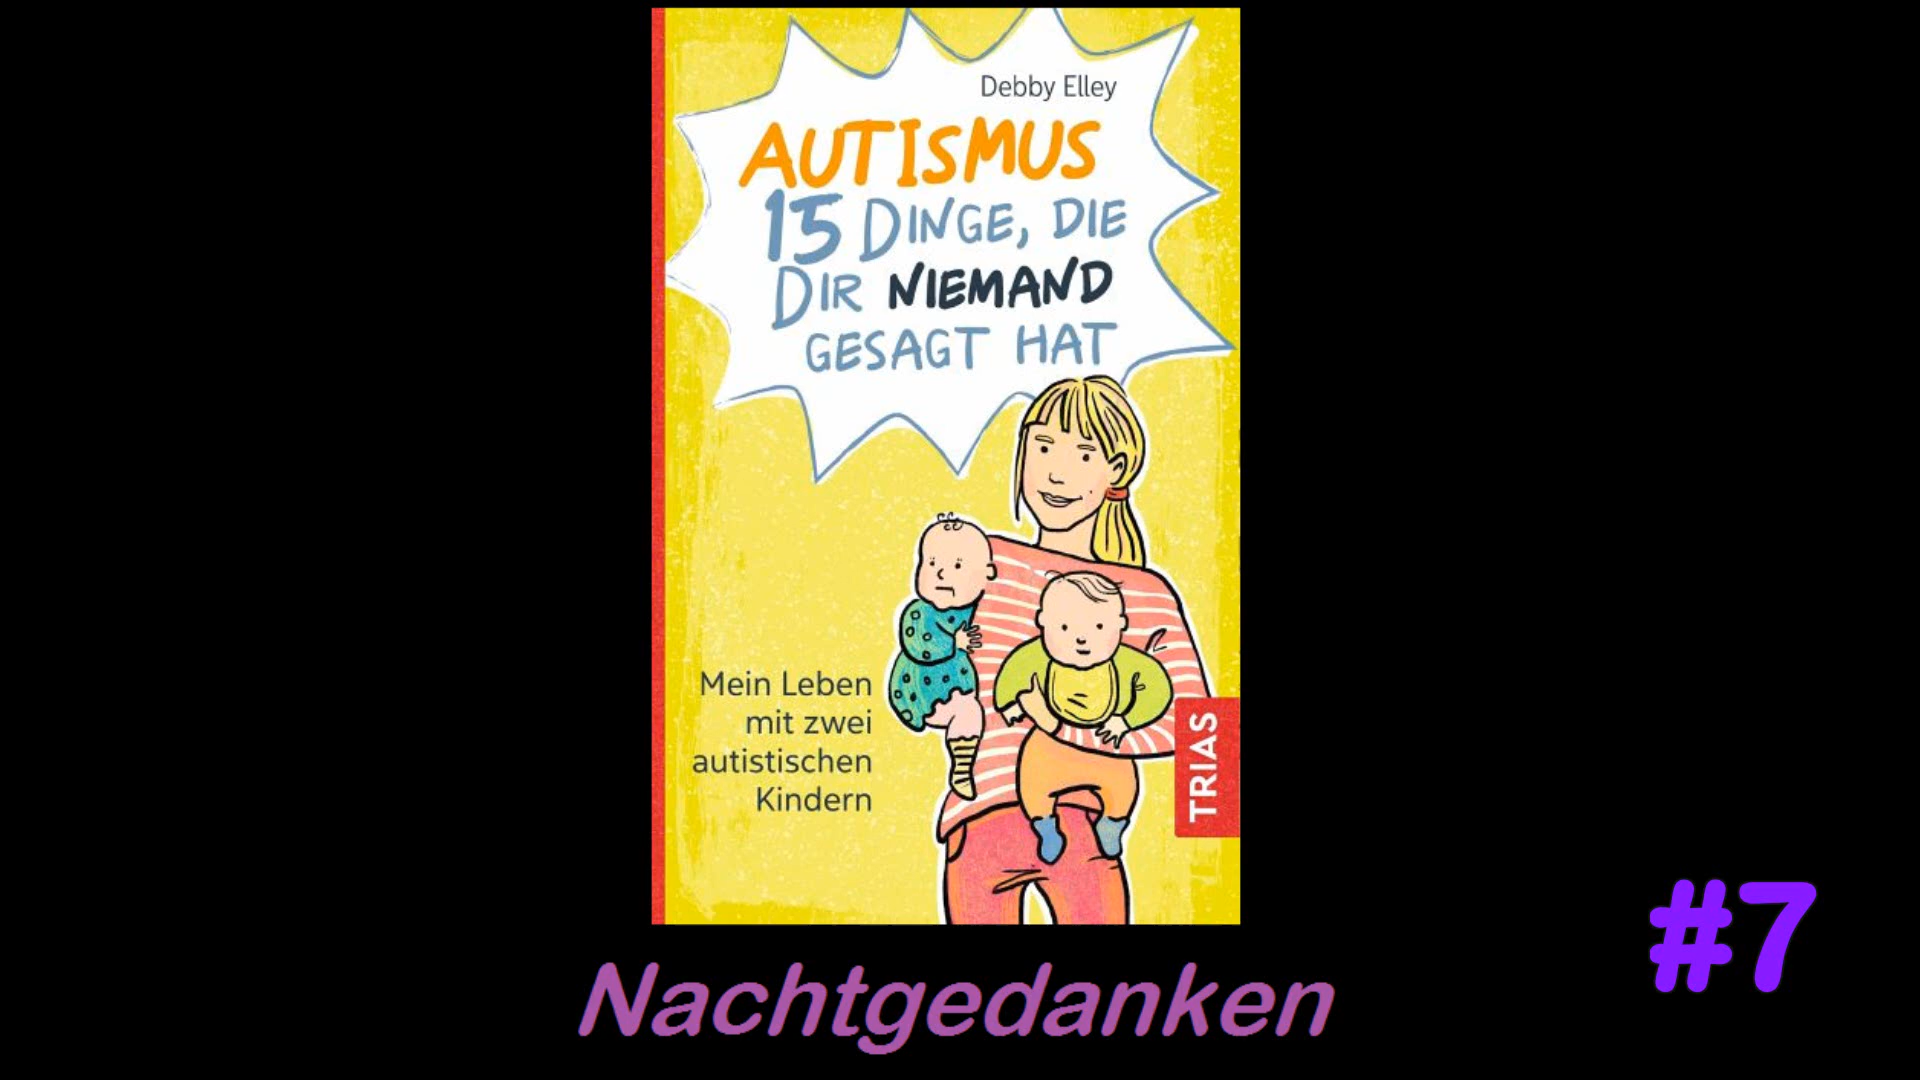 Debby Elley
AUTISMUS
15 DINGE, DIE
DIR NIEMAND
GESAGT HAT
Mein Leben
mit zwei
autistischen
Kindern
TRIAS
#7
Nachtgedanken